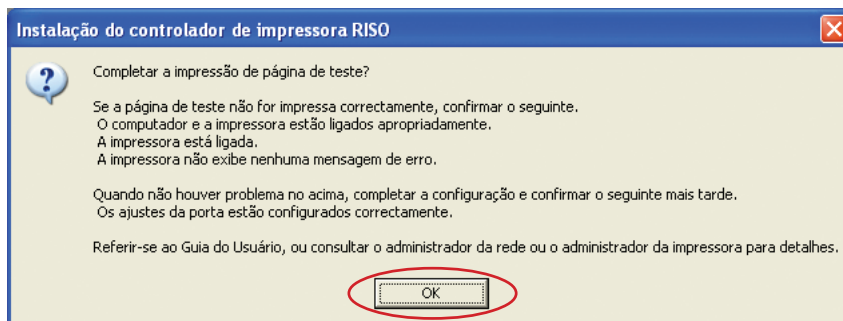 Instalação do controlador de impressora RISO
Completar a impressão de página de teste?
Se a página de teste não for impressa correctamente, confirmar o seguinte.
O computador e a impressora estão ligados apropriadamente.
A impressora está ligada.
A impressora não exibe nenhuma mensagem de erro.
Quando não houver problema no acima, completar a configuração e confirmar o seguinte mais tarde.
Os ajustes da porta estão configurados correctamente.
Referir-se ao Guia do Usuário, ou consultar o administrador da rede ou o administrador da impressora para detalhes.
OK